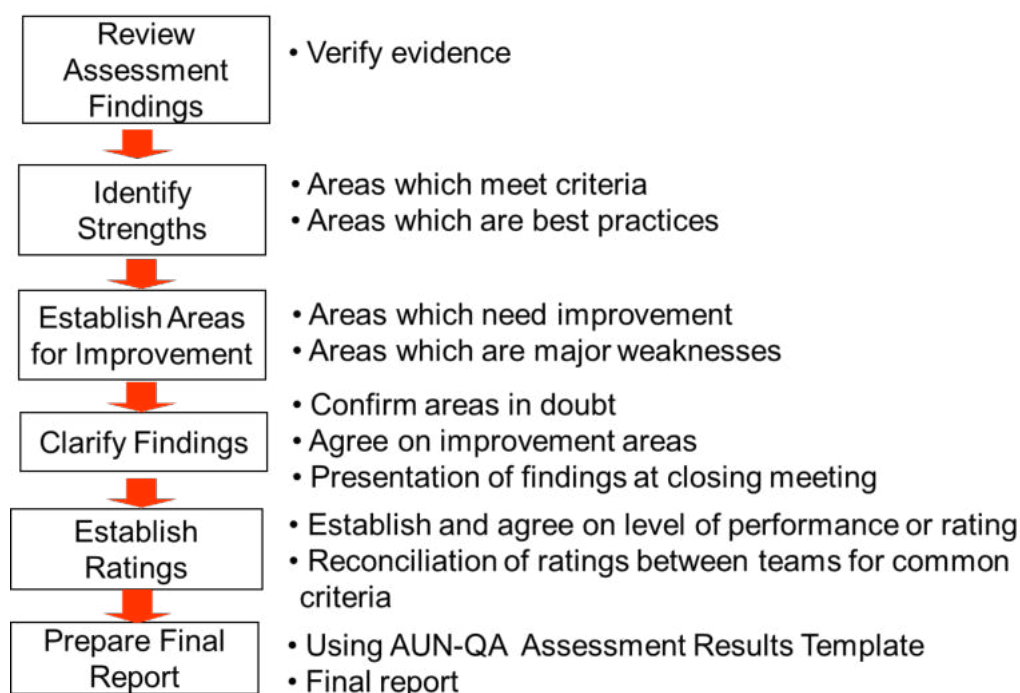 Review
Assessment
Findings
• Verify evidence
Identify
Strengths
• Areas which meet criteria
• Areas which are best practices
Establish Areas
for Improvement
• Areas which need improvement
• Areas which are major weaknesses
Clarify Findings
• Confirm areas in doubt
• Agree on improvement areas
• Presentation of findings at closing meeting
Establish
Ratings
• Establish and agree on level of performance or rating
• Reconciliation of ratings between teams for common
criteria
Prepare Final
Report
• Using AUN-QA Assessment Results Template
• Final report